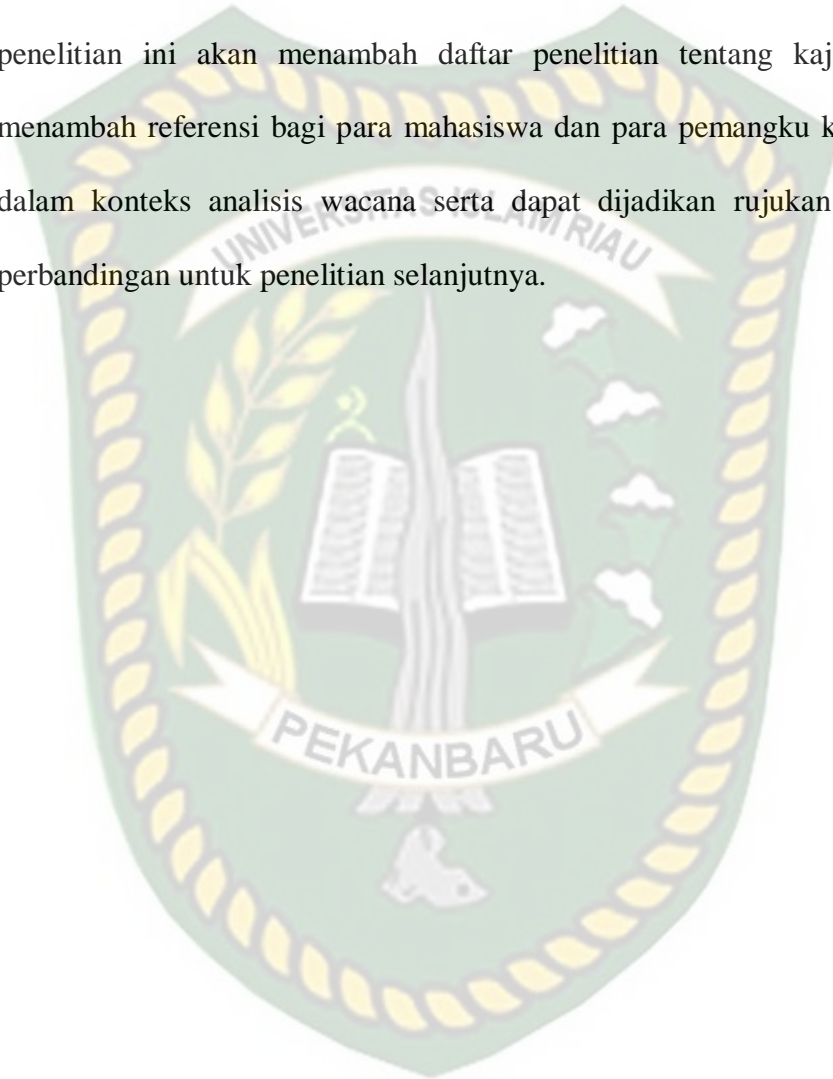 penelitian ini akan menambah daftar penelitian tentang kaj
menambah referensi bagi para mahasiswa dan para pemangku k
dalam konteks analisis wacana serta dapat dijadikan rujukan
perbandingan untuk penelitian selanjutnya.
UNIVERSITAS ISLAM RIAU
PEKANBARU